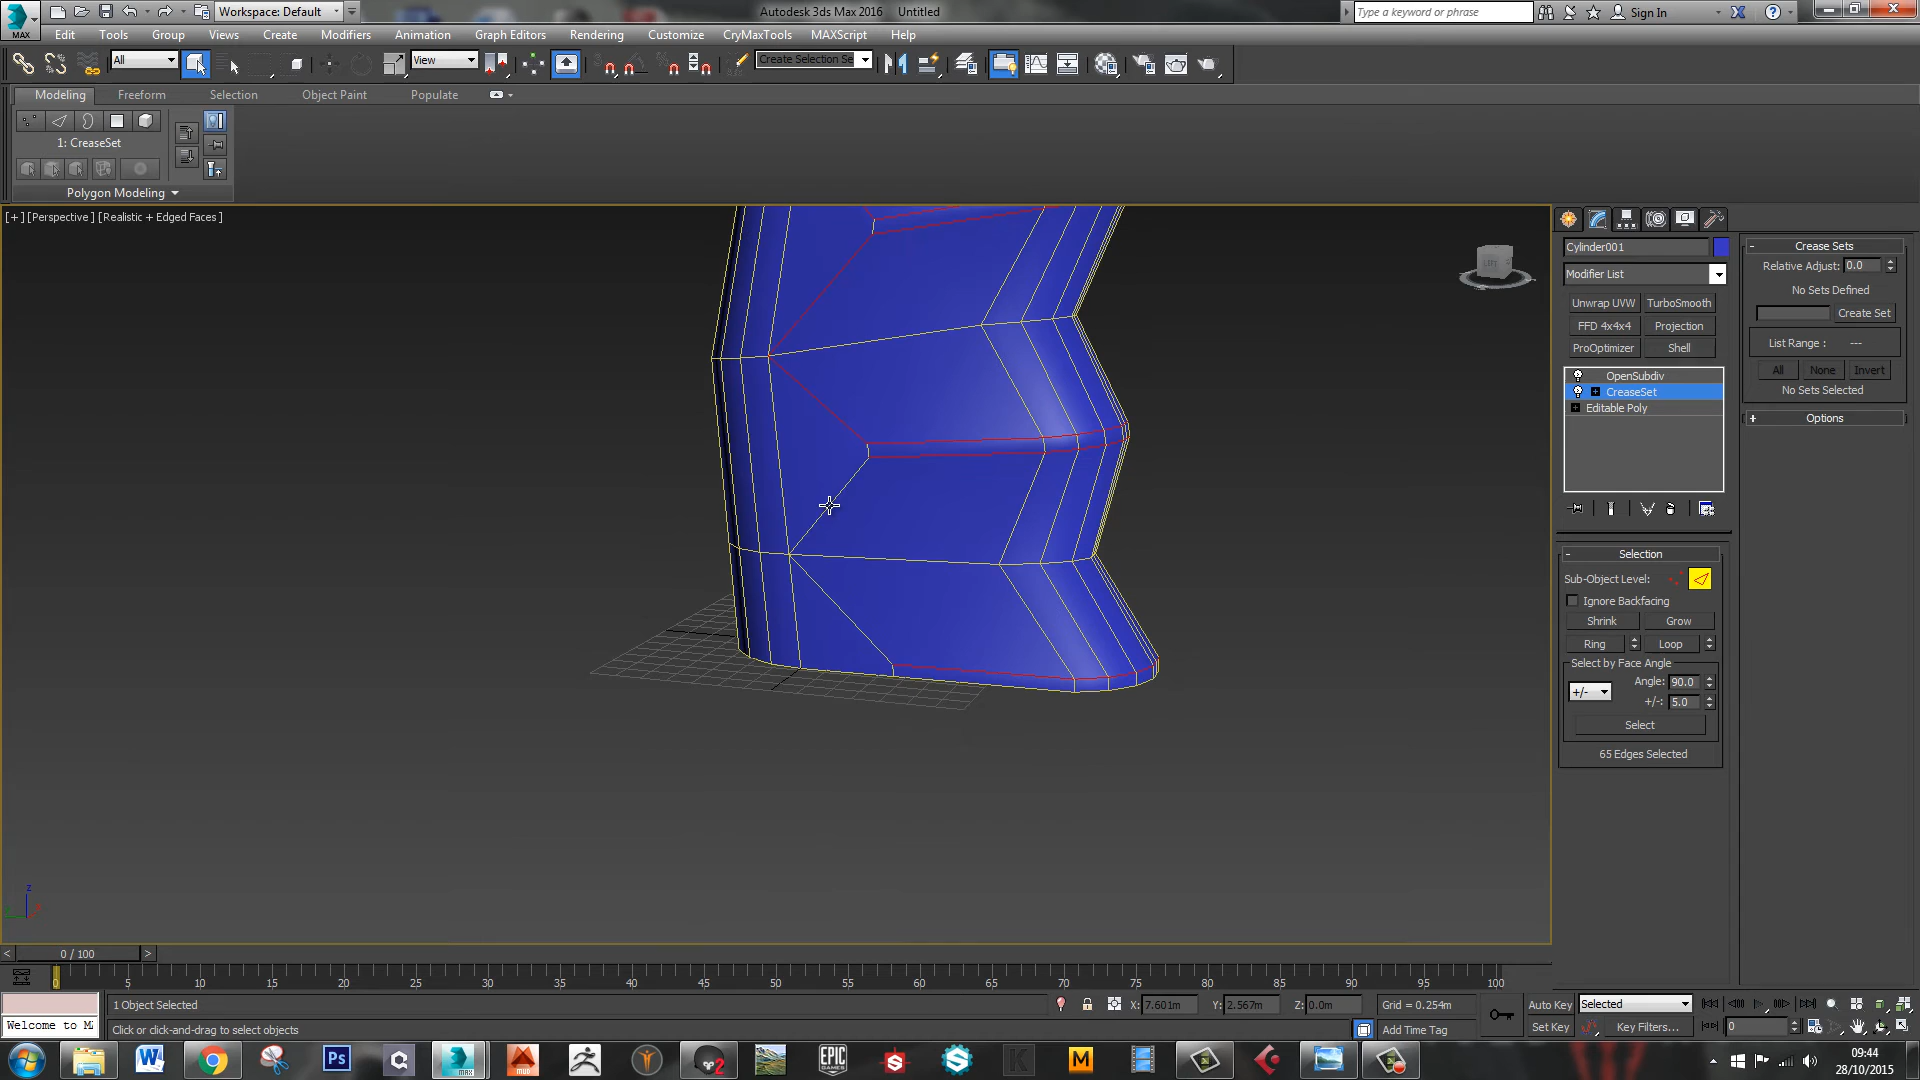 Workspace: Default
Autodesk 3ds Max 2016 Untitled
Type a keyword or phrase
Sign In
MAX
Edit Tools Group Views Create Modifiers Animation Graph Editors Rendering Customize CryMaxTools MAXScript Help
All
View
Create Selection Se
Modeling Freeform Selection Object Paint Populate
1: CreaseSet
Polygon Modeling
[+] [Perspective ] [Realistic + Edged Faces ]
LEFT
Cylinder001
Modifier List
Unwrap UVW TurboSmooth
FFD 4x4x4 Projection
ProOptimizer Shell
OpenSubdiv
CreaseSet
Editable Poly
Selection
Sub-Object Level:
Ignore Backfacing
Shrink Grow
Ring Loop
Select by Face Angle
+/- Angle: 90.0
+/-: 5.0
Select
65 Edges Selected
Crease Sets
Relative Adjust: 0.0
No Sets Defined
Create Set
List Range : ---
All None Invert
No Sets Selected
Options
z
0 / 100
0 5 10 15 20 25 30 35 40 45 50 55 60 65 70 75 80 85 90 95 100
1 Object Selected
X: 7.601m Y: 2.567m Z: 0.0m Grid = 0.254m
Auto Key Selected
Welcome to M
Click or click-and-drag to select objects
Add Time Tag
Set Key Key Filters... 0
W Ps MAX MUD 2 EPIC GAMES S S K M
09:44
28/10/2015